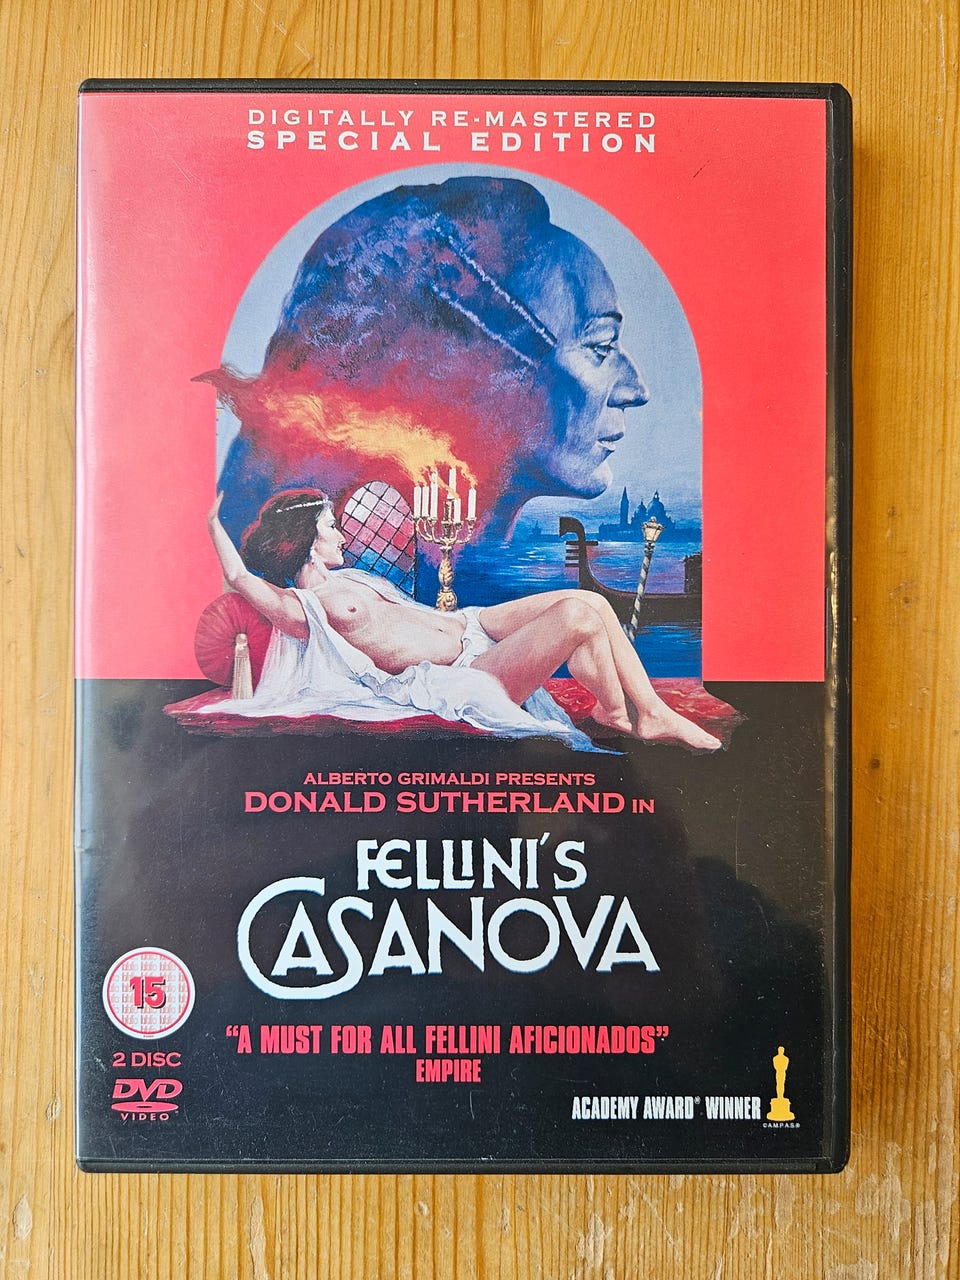 DIGITALLY RE-MASTERED
SPECIAL EDITION
ALBERTO GRIMALDI PRESENTS
DONALD SUTHERLAND IN
FELLINI'S
CASANOVA
15
"A MUST FOR ALL FELLINI AFICIONADOS"
EMPIRE
2 DISC
DVD
VIDEO
ACADEMY AWARD® WINNER
©A.M.P.A.S.®